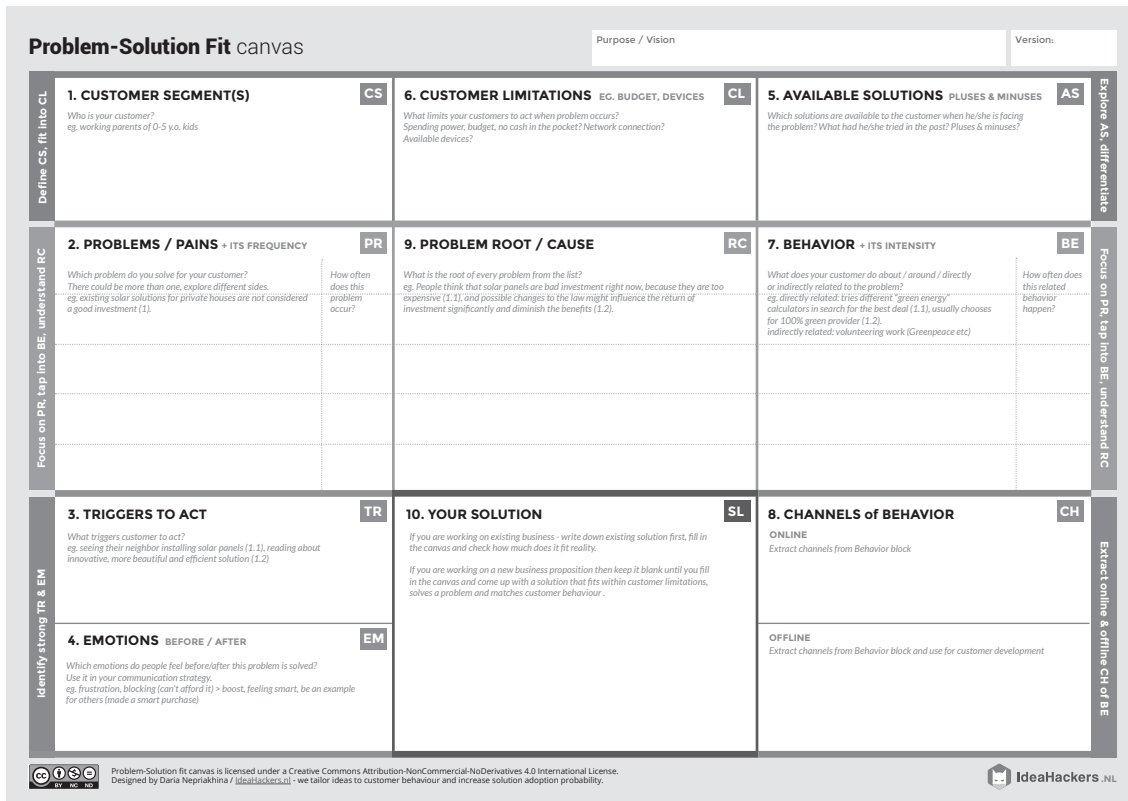 Problem-Solution Fit canvas
Purpose / Vision
Version:
Define CS, fit into CL
1. CUSTOMER SEGMENT(S)
CS
Who is your customer?
eg. working parents of 0-5 y.o. kids
6. CUSTOMER LIMITATIONS EG. BUDGET, DEVICES
CL
What limits your customers to act when problem occurs?
Spending power, budget, no cash in the pocket? Network connection?
Available devices?
5. AVAILABLE SOLUTIONS PLUSES & MINUSES
AS
Which solutions are available to the customer when he/she is facing
the problem? What had he/she tried in the past? Pluses & minuses?
Explore AS, differentiate
Focus on PR, tap into BE, understand RC
2. PROBLEMS / PAINS + ITS FREQUENCY
PR
Which problem do you solve for your customer?
There could be more than one, explore different sides.
eg. existing solar solutions for private houses are not considered
a good investment (1).
How often
does this
problem
occur?
9. PROBLEM ROOT / CAUSE
RC
What is the root of every problem from the list?
eg. People think that solar panels are bad investment right now, because they are too
expensive (1.1), and possible changes to the law might influence the return of
investment significantly and diminish the benefits (1.2).
7. BEHAVIOR + ITS INTENSITY
BE
What does your customer do about / around / directly
or indirectly related to the problem?
eg. directly related: tries different "green energy"
calculators in search for the best deal (1.1), usually chooses
for 100% green provider (1.2).
indirectly related: volunteering work (Greenpeace etc)
How often does
this related
behavior
happen?
Focus on PR, tap into BE, understand RC
Identify strong TR & EM
3. TRIGGERS TO ACT
TR
What triggers customer to act?
eg. seeing their neighbor installing solar panels (1.1), reading about
innovative, more beautiful and efficient solution (1.2)
4. EMOTIONS BEFORE / AFTER
EM
Which emotions do people feel before/after this problem is solved?
Use it in your communication strategy.
eg. frustration, blocking (can't afford it) > boost, feeling smart, be an example
for others (made a smart purchase)
10. YOUR SOLUTION
SL
If you are working on existing business - write down existing solution first, fill in
the canvas and check how much does it fit reality.
If you are working on a new business proposition then keep it blank until you fill
in the canvas and come up with a solution that fits within customer limitations,
solves a problem and matches customer behaviour .
8. CHANNELS of BEHAVIOR
CH
ONLINE
Extract channels from Behavior block
OFFLINE
Extract channels from Behavior block and use for customer development
Extract online & offline CH of BE
cc BY NC ND
Problem-Solution fit canvas is licensed under a Creative Commons Attribution-NonCommercial-NoDerivatives 4.0 International License.
Designed by Daria Nepriakhina / IdeaHackers.nl - we tailor ideas to customer behaviour and increase solution adoption probability.
IdeaHackers.NL